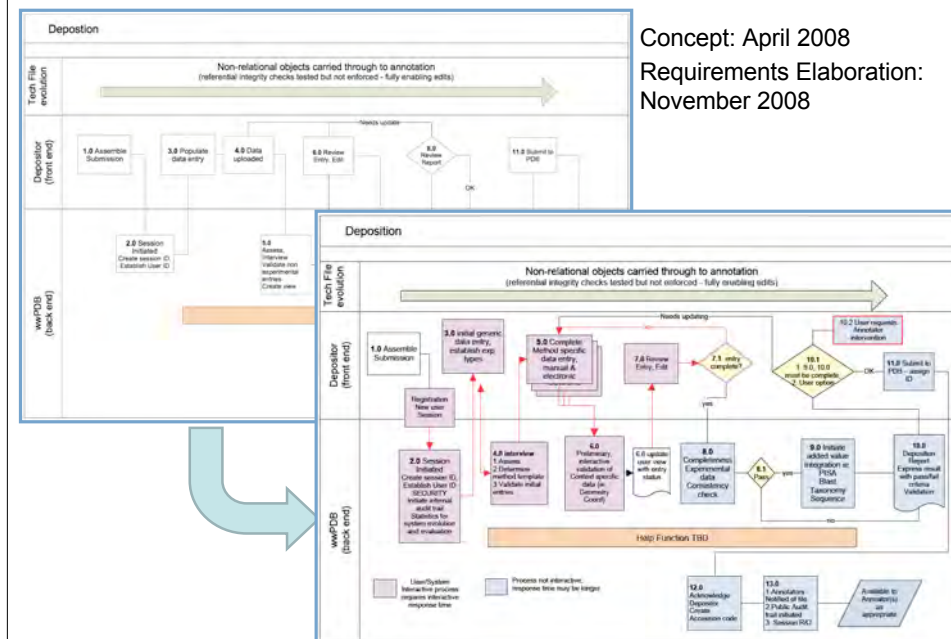 Concept: April 2008
Requirements Elaboration:
November 2008
Depostion
Tech File
evolution
Non-relational objects carried through to annotation
(referential integrity checks tested but not enforced - fully enabling edits)
Depositor
(front end)
Needs update
1.0 Assemble
Submission
3.0 Populate
data entry
4.0 Data
uploaded
6.0 Review
Entry, Edit
Review
Report
OK
11.0 Submit to
PDB
wwPDB
(back end)
2.0 Session
Initiated
Create session ID,
Establish User ID
5.0
Assess,
Interview
Validate non
experimental
entries
Create view
Deposition
Tech File
evolution
Non-relational objects carried through to annotation
(referential integrity checks tested but not enforced - fully enabling edits)
Depositor
(front end)
Needs updating
1.0 Assemble
Submission
Registration
New user
Session
3.0 initial generic
data entry,
establish exp
types
5.0 Complete
Method specific
data entry,
manual &
electronic
7.0 Review
Entry, Edit
7.1 entry
complete?
yes
10.1
1. 9.0, 10.0
must be complete
2. User option
10.2 User requests
Annotator
intervention
OK
11.0 Submit to
PDB - assign
ID
wwPDB
(back end)
2.0 Session
Initiated
Create session ID,
Establish User ID
SECURITY
Initiate internal
audit trail
Statistics for
system evolution
and evaluation
4.0 interview
1 Assess
2 Determine
method template
3 Validate initial
entries
6.0
Preliminary,
interactive
validation of
Context specific
data (ie.
Geometry
Coord)
6.0 update
user view
with entry
status
8.0
Completeness
Experimental
data
Consistency
check
8.1
Pass
yes
no
9.0 Initiate
added value
Integration ie
PISA
Blast
Taxonomy
Sequence
10.0
Deposition
Report
Express result
with pass/fail
criteria
Validation
Help Function TBD
User/System
Interactive process
requires interactive
response time
Process not interactive,
response time may be longer
12.0
Acknowledge
Depositor
Create
Accession code
13.0
1 Annotators
Notified of file
2 Public Audit
trail initiated
3 Session
Available to
Annotator(s)
as
appropriate